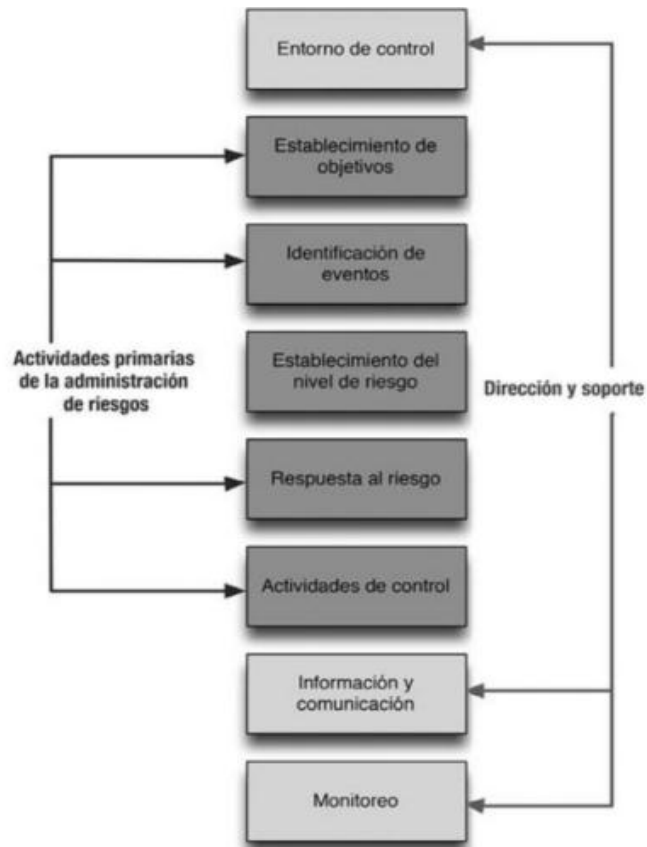 Entorno de control
Establecimiento de
objetivos
Identificación de
eventos
Establecimiento del
nivel de riesgo
Respuesta al riesgo
Actividades de control
Información y
comunicación
Monitoreo
Actividades primarias
de la administración
de riesgos
Dirección y soporte